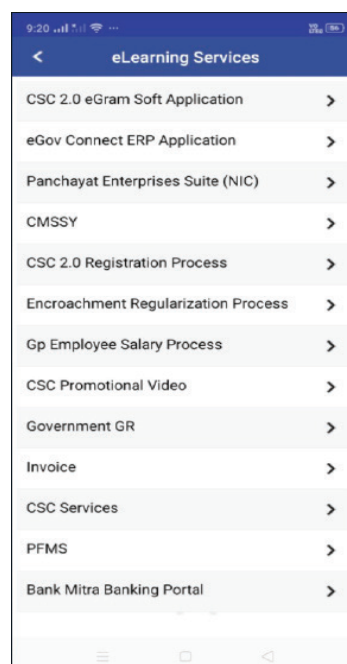 9:20
eLearning Services
CSC 2.0 eGram Soft Application
eGov Connect ERP Application
Panchayat Enterprises Suite (NIC)
CMSSY
CSC 2.0 Registration Process
Encroachment Regularization Process
Gp Employee Salary Process
CSC Promotional Video
Government GR
Invoice
CSC Services
PFMS
Bank Mitra Banking Portal